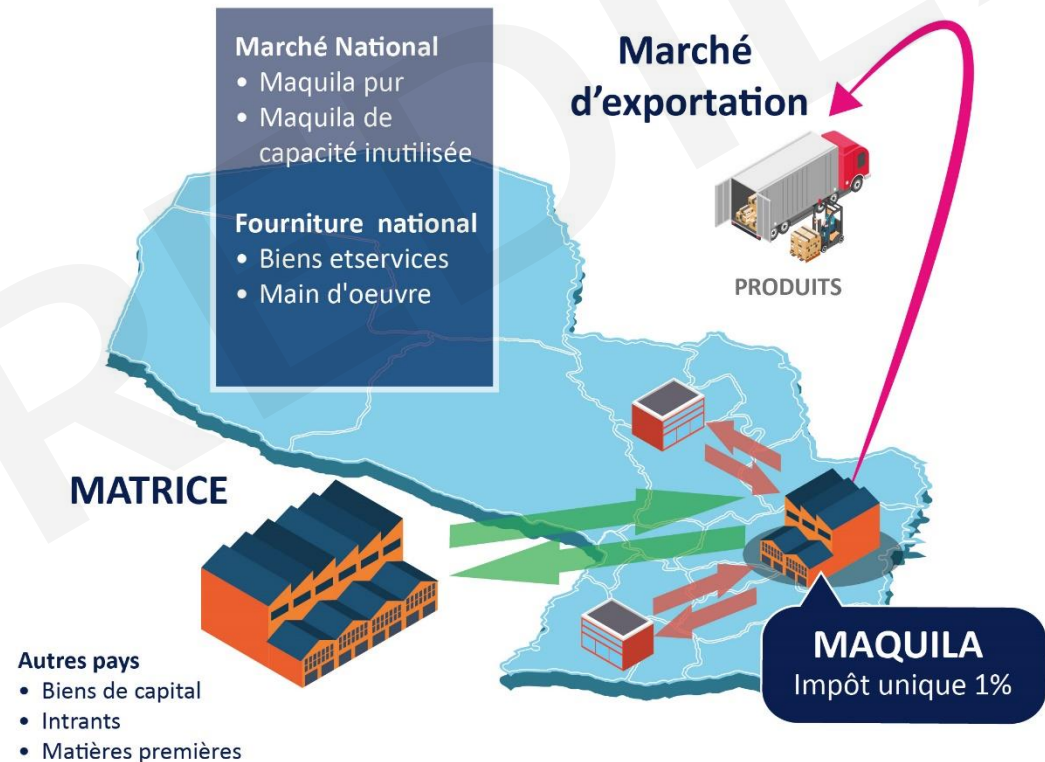 Marché National
• Maquila pur
• Maquila de
capacité inutilisée
Fourniture national
• Biens etservices
• Main d'oeuvre
Marché
d'exportation
PRODUITS
MATRICE
Autres pays
• Biens de capital
• Intrants
• Matières premières
MAQUILA
Impôt unique 1%